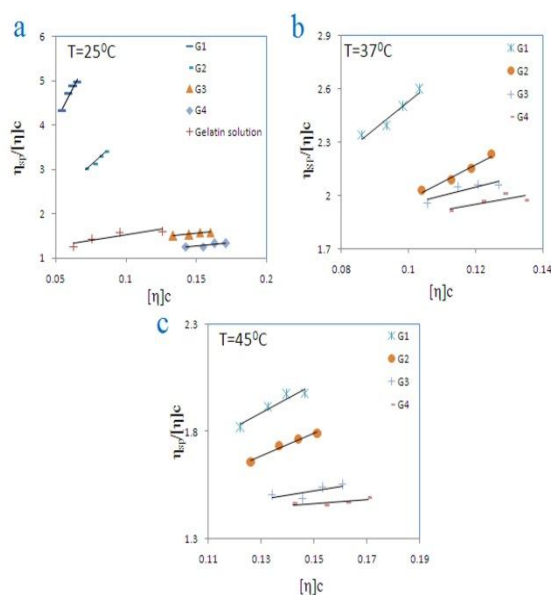 a
T=25⁰C
G1
G2
G3
G4
Gelatin solution
ηsp/[η]c
6
5
4
3
2
1
0.05
0.1
0.15
0.2
[η]c
b
T=37⁰C
G1
G2
G3
G4
ηsp/[η]c
2.9
2.6
2.3
2
1.7
0.08
0.1
0.12
0.14
[η]c
c
T=45⁰C
G1
G2
G3
G4
ηsp/[η]c
2.3
1.8
1.3
0.11
0.13
0.15
0.17
0.19
[η]c